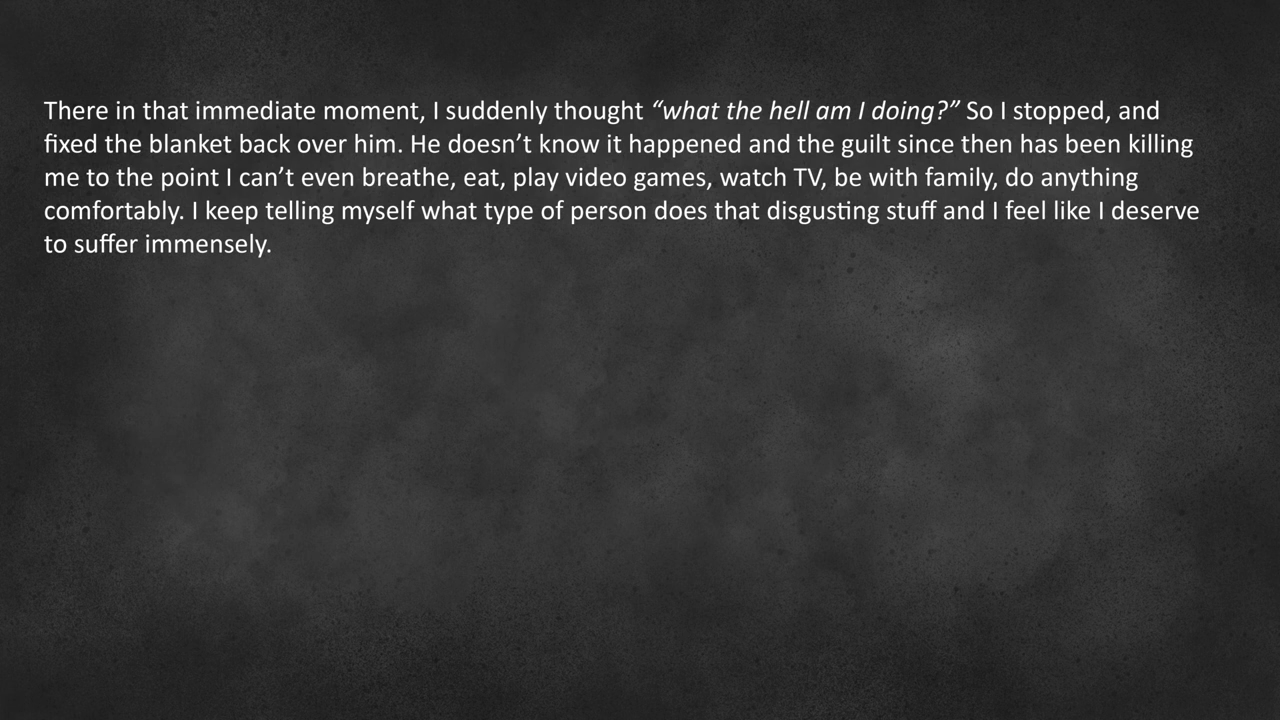 There in that immediate moment, I suddenly thought “what the hell am I doing?” So I stopped, and
fixed the blanket back over him. He doesn’t know it happened and the guilt since then has been killing
me to the point I can’t even breathe, eat, play video games, watch TV, be with family, do anything
comfortably. I keep telling myself what type of person does that disgusting stuff and I feel like I deserve
to suffer immensely.